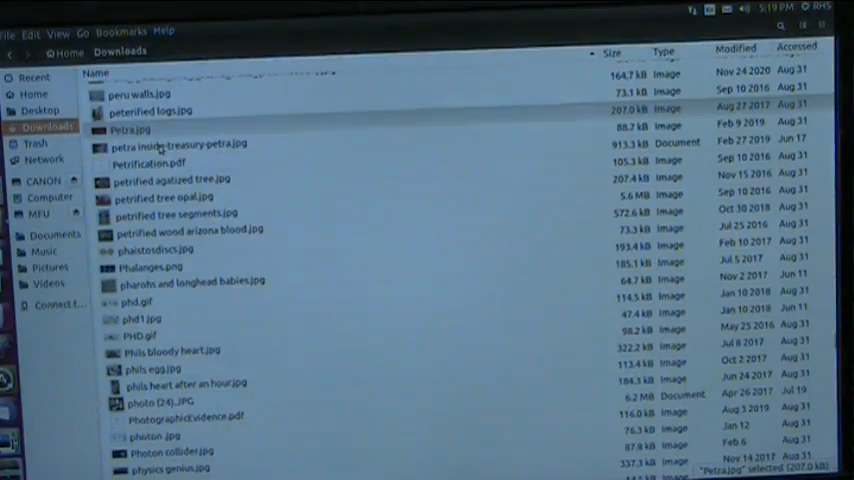 File Edit View Go Bookmarks Help
5:19 PM RHS
Home Downloads
Recent
Home
Desktop
Downloads
Trash
Network
CANON
Computer
MFU
Documents
Music
Pictures
Videos
Connect t...
Name Size Type Modified Accessed
peru walls.jpg 164.7 kB Image Nov 24 2020 Aug 31
peterified logs.jpg 73.1 kB Image Sep 10 2016 Aug 31
Petra.jpg 207.0 kB Image Aug 27 2017 Aug 31
petra inside-treasury-petra.jpg 88.7 kB Image Feb 9 2019 Aug 31
Petrification.pdf 913.3 kB Document Feb 27 2019 Jun 17
petrified agatized tree.jpg 105.3 kB Image Sep 10 2016 Aug 31
petrified tree opal.jpg 207.4 kB Image Nov 15 2016 Aug 31
petrified tree segments.jpg 5.6 MB Image Sep 10 2016 Aug 31
petrified wood arizona blood.jpg 572.6 kB Image Oct 30 2018 Aug 31
phaistosdiscs.jpg 73.3 kB Image Jul 25 2016 Aug 31
Phalanges.png 193.4 kB Image Feb 10 2017 Aug 31
pharohs and longhead babies.jpg 185.1 kB Image Jul 5 2017 Aug 31
phd.gif 64.7 kB Image Nov 2 2017 Jun 11
phd1.jpg 114.5 kB Image Jan 10 2018 Aug 31
PHD.gif 47.4 kB Image Jan 10 2018 Jun 11
Phils bloody heart.jpg 98.2 kB Image May 25 2016 Aug 31
phils egg.jpg 322.2 kB Image Jul 8 2017 Aug 31
phils heart after an hour.jpg 113.4 kB Image Oct 2 2017 Aug 31
photo (24).JPG 184.3 kB Image Jun 24 2017 Aug 31
PhotographicEvidence.pdf 6.2 MB Document Apr 26 2017 Jul 19
photon .jpg 116.0 kB Image Aug 3 2019 Aug 31
Photon collider.jpg 76.3 kB Image Jan 12 Aug 31
physics genius.jpg 87.8 kB Image Feb 6 Aug 31
337.3 kB Image Nov 14 2017 Aug 31
"Petra.jpg" selected (207.0 kB)